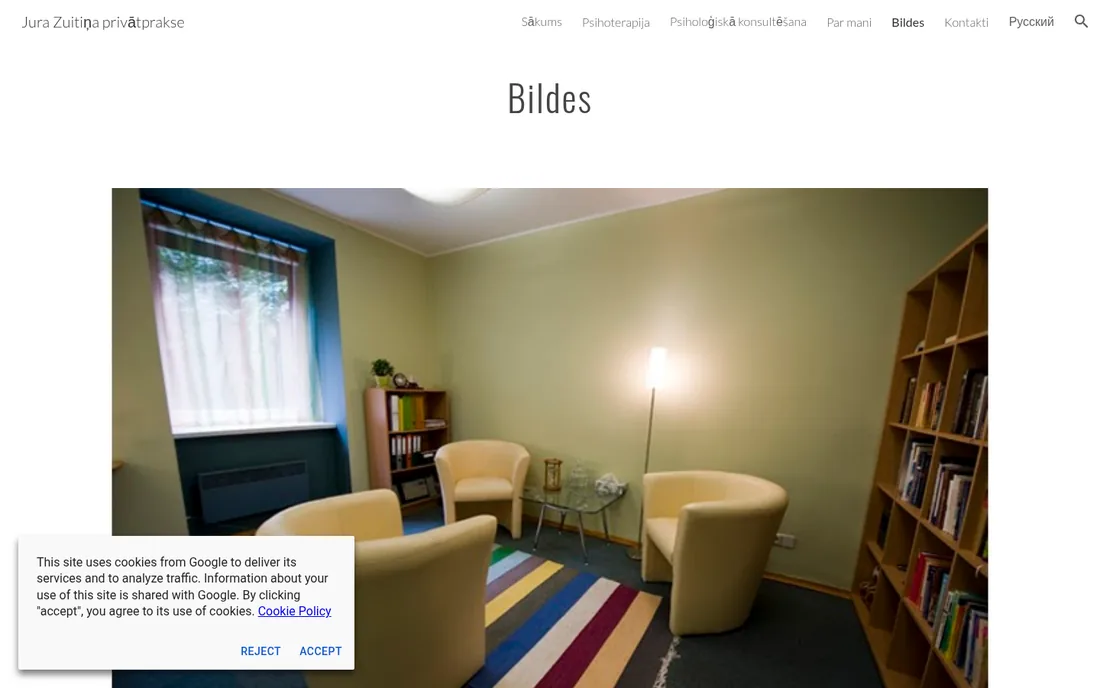 Jura Zuitiņa privātprakse
Sākums
Psihoterapija
Psiholoģiskā konsultēšana
Par mani
Bildes
Kontakti
Русский
Bildes
This site uses cookies from Google to deliver its
services and to analyze traffic. Information about your
use of this site is shared with Google. By clicking
"accept", you agree to its use of cookies. Cookie Policy
REJECT
ACCEPT